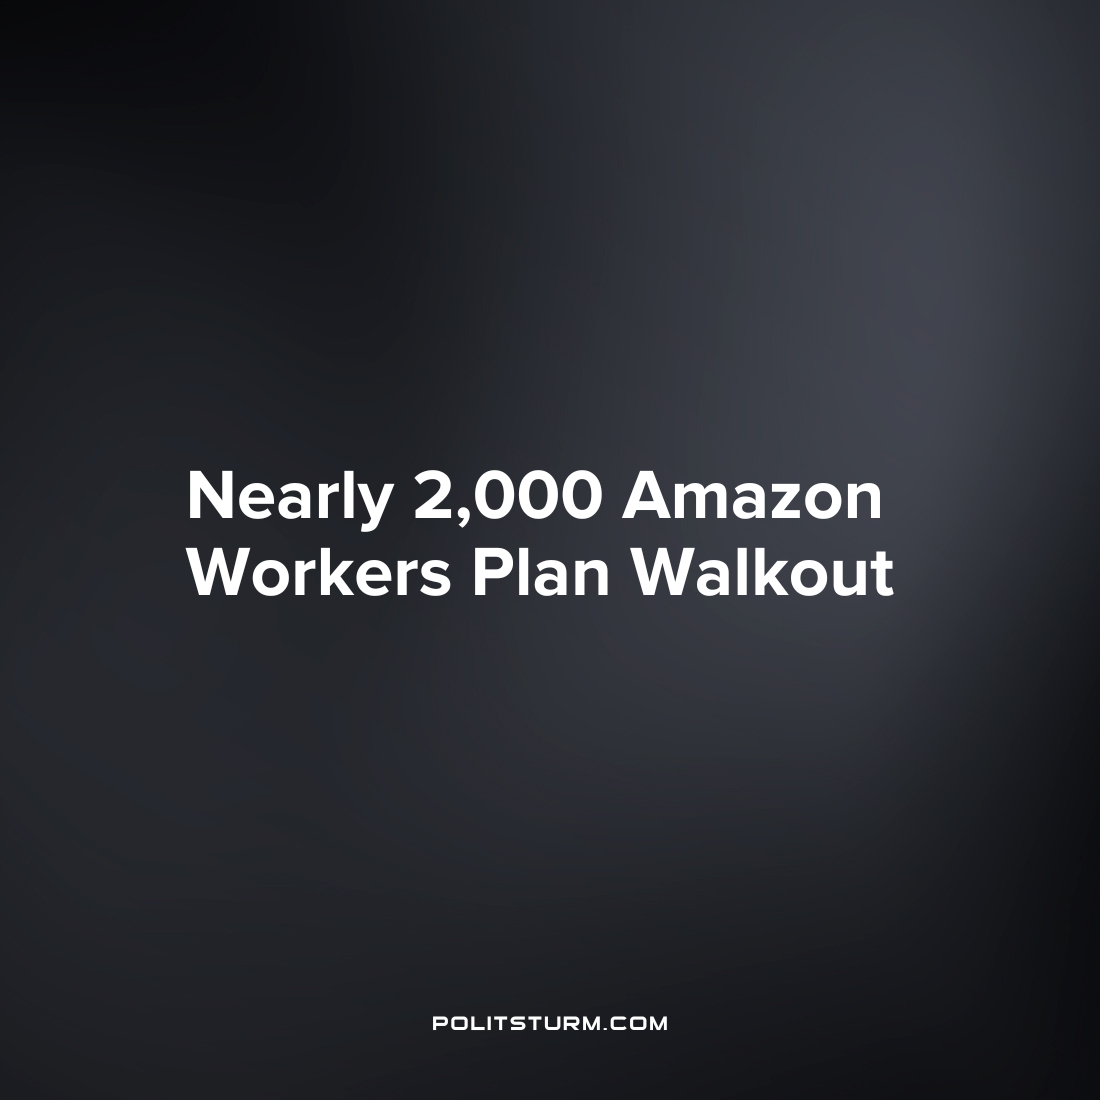 Nearly 2,000 Amazon
Workers Plan Walkout
POLITSTURM.COM